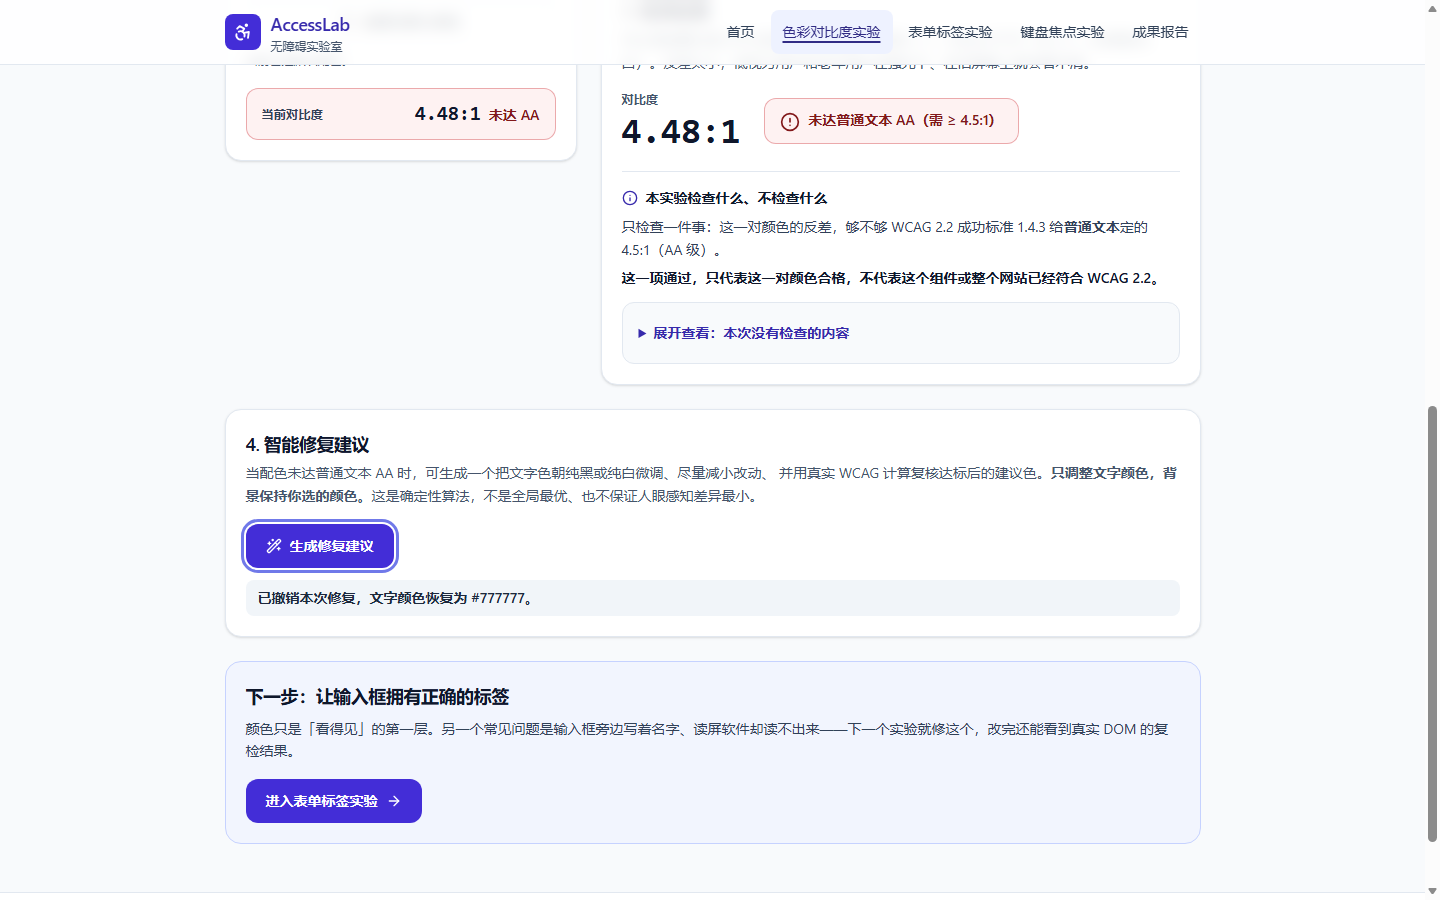 AccessLab
无障碍实验室
首页
色彩对比度实验
表单标签实验
键盘焦点实验
成果报告
当前对比度
4.48:1 未达 AA
对比度
4.48:1
未达普通文本 AA（需 ≥ 4.5:1）
本实验检查什么、不检查什么
只检查一件事：这一对颜色的反差，够不够 WCAG 2.2 成功标准 1.4.3 给普通文本定的
4.5:1（AA 级）。
这一项通过，只代表这一对颜色合格，不代表这个组件或整个网站已经符合 WCAG 2.2。
展开查看：本次没有检查的内容
4. 智能修复建议
当配色未达普通文本 AA 时，可生成一个把文字色朝纯黑或纯白微调、尽量减小改动、 并用真实 WCAG 计算复核达标后的建议色。只调整文字颜色，背
景保持你选的颜色。这是确定性算法，不是全局最优、也不保证人眼感知差异最小。
生成修复建议
已撤销本次修复，文字颜色恢复为 #777777。
下一步：让输入框拥有正确的标签
颜色只是「看得见」的第一层。另一个常见问题是输入框旁边写着名字、读屏软件却读不出来——下一个实验就修这个，改完还能看到真实 DOM 的复
检结果。
进入表单标签实验